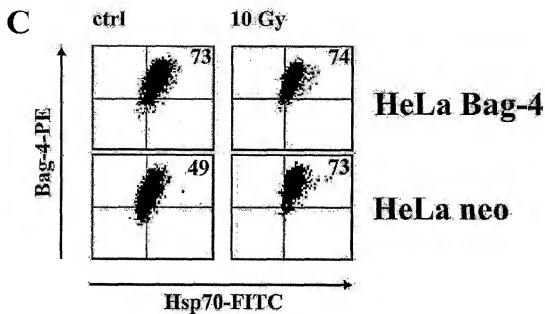 C
ctrl 10 Gy
73 74
HeLa Bag-4
49 73
HeLa neo
Bag-4-PE
Hsp70-FITC